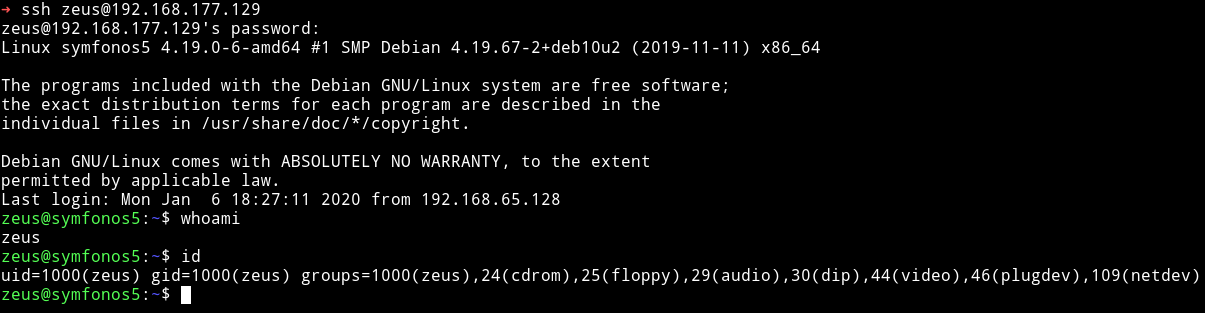 → ssh zeus@192.168.177.129
zeus@192.168.177.129's password:
Linux symfonos5 4.19.0-6-amd64 #1 SMP Debian 4.19.67-2+deb10u2 (2019-11-11) x86_64
The programs included with the Debian GNU/Linux system are free software;
the exact distribution terms for each program are described in the
individual files in /usr/share/doc/*/copyright.
Debian GNU/Linux comes with ABSOLUTELY NO WARRANTY, to the extent
permitted by applicable law.
Last login: Mon Jan  6 18:27:11 2020 from 192.168.65.128
zeus@symfonos5:~$ whoami
zeus
zeus@symfonos5:~$ id
uid=1000(zeus) gid=1000(zeus) groups=1000(zeus),24(cdrom),25(floppy),29(audio),30(dip),44(video),46(plugdev),109(netdev)
zeus@symfonos5:~$